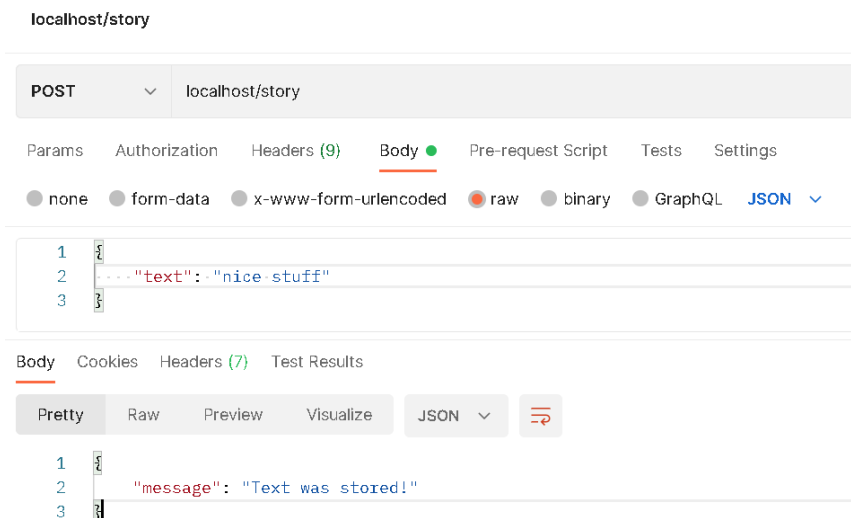 localhost/story
POST localhost/story
Params Authorization Headers (9) Body Pre-request Script Tests Settings
none form-data x-www-form-urlencoded raw binary GraphQL JSON
1 {
2 "text": "nice stuff"
3 }
Body Cookies Headers (7) Test Results
Pretty Raw Preview Visualize JSON
1 {
2 "message": "Text was stored!"
3 }